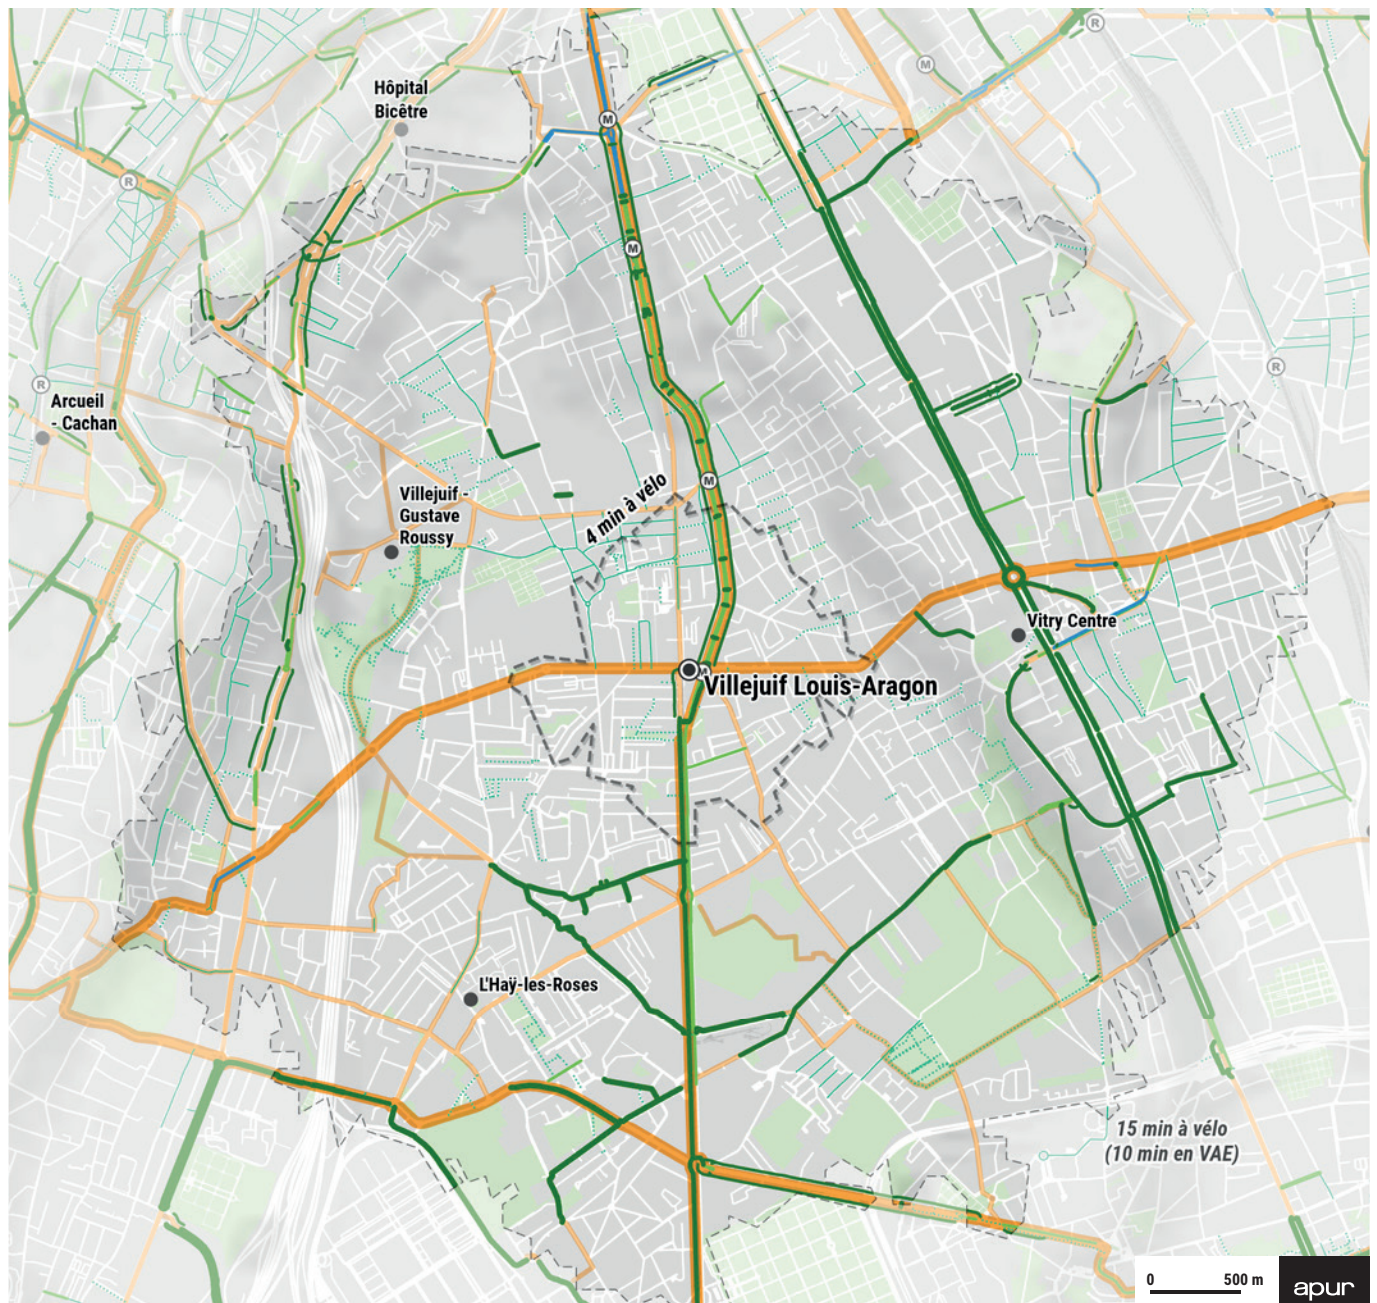 R
M
Hôpital
Bicêtre
M
R
M
R
R
Arcueil
- Cachan
4 min à vélo
M
Villejuif -
Gustave
Roussy
Vitry Centre
M
Villejuif Louis-Aragon
L'Haÿ-les-Roses
15 min à vélo
(10 min en VAE)
0 500 m
apur